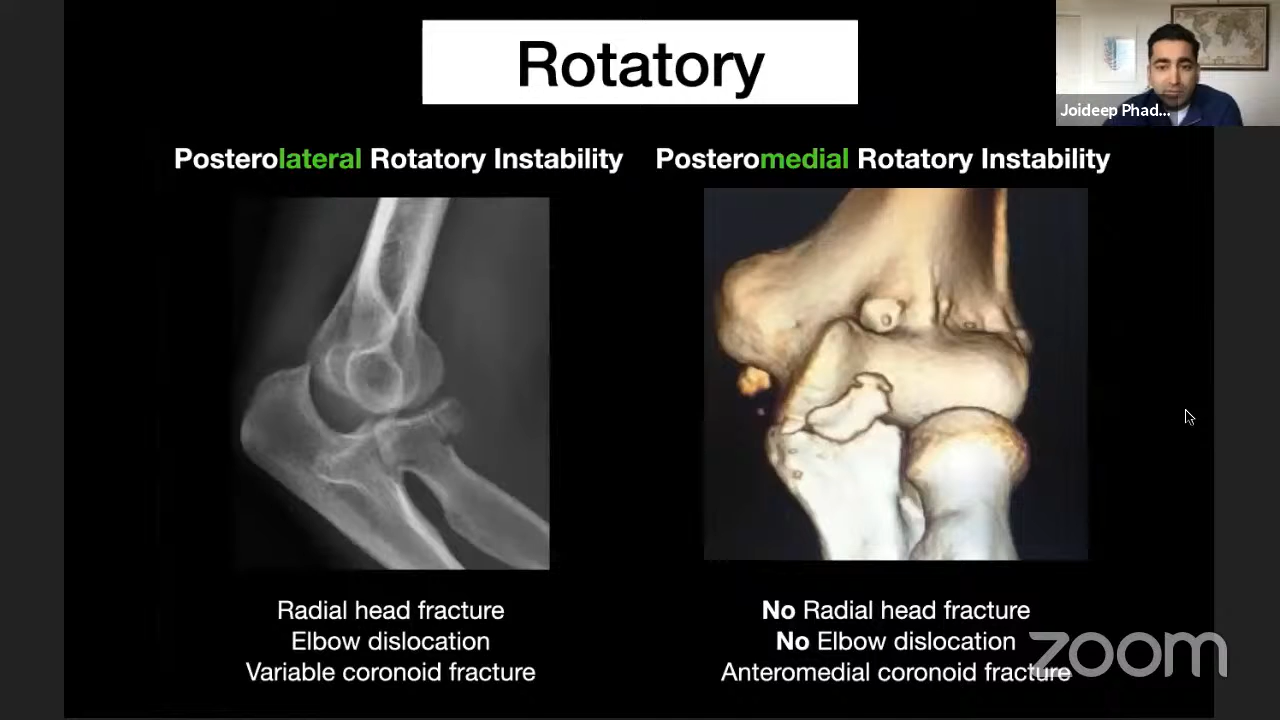 Rotatory
Joideep Phad...
Posterolateral Rotatory Instability
Posteromedial Rotatory Instability
Radial head fracture
Elbow dislocation
Variable coronoid fracture
No Radial head fracture
No Elbow dislocation
Anteromedial coronoid fracture
zoom